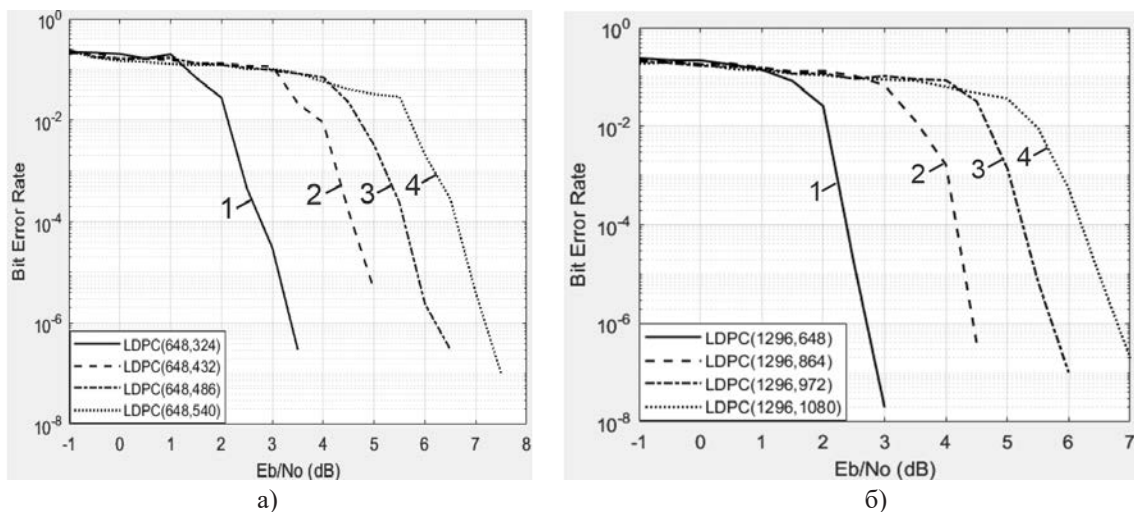 а)
Bit Error Rate
10^0
10^-2
10^-4
10^-6
10^-8
1
2
3
4
LDPC(648,324)
LDPC(648,432)
LDPC(648,486)
LDPC(648,540)
-1 0 1 2 3 4 5 6 7 8
Eb/No (dB)
а)
Bit Error Rate
10^0
10^-2
10^-4
10^-6
10^-8
1
2
3
4
LDPC(1296,648)
LDPC(1296,864)
LDPC(1296,972)
LDPC(1296,1080)
-1 0 1 2 3 4 5 6 7
Eb/No (dB)
б)